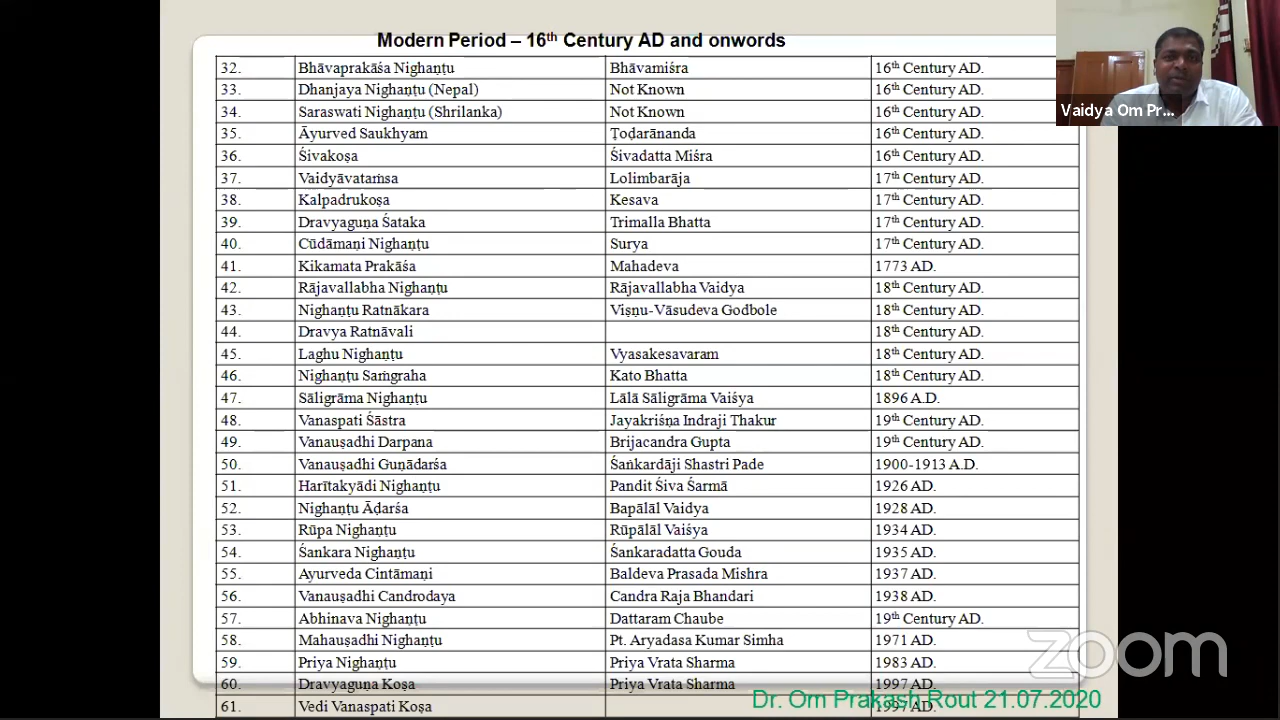 Modern Period – 16th Century AD and onwords
32. Bhāvaprakāśa Nighaṇṭu Bhāvamiśra 16th Century AD.
33. Dhanjaya Nighaṇṭu (Nepal) Not Known 16th Century AD.
34. Saraswati Nighaṇṭu (Shrilanka) Not Known 16th Century AD.
35. Āyurved Saukhyam Ṭoḍarānanda 16th Century AD.
36. Śivakoṣa Śivadatta Miśra 16th Century AD.
37. Vaidyāvataṁsa Lolimbarāja 17th Century AD.
38. Kalpadrukoṣa Kesava 17th Century AD.
39. Dravyaguṇa Śataka Trimalla Bhatta 17th Century AD.
40. Cūdāmaṇi Nighaṇṭu Surya 17th Century AD.
41. Kikamata Prakāśa Mahadeva 1773 AD.
42. Rājavallabha Nighaṇṭu Rājavallabha Vaidya 18th Century AD.
43. Nighaṇṭu Ratnākara Viṣṇu-Vāsudeva Godbole 18th Century AD.
44. Dravya Ratnāvali 18th Century AD.
45. Laghu Nighaṇṭu Vyasakesavaram 18th Century AD.
46. Nighaṇṭu Saṁgraha Kato Bhatta 18th Century AD.
47. Sāligrāma Nighaṇṭu Lālā Sāligrāma Vaiśya 1896 A.D.
48. Vanaspati Śāstra Jayakriśṇa Indraji Thakur 19th Century AD.
49. Vanauṣadhi Darpana Brijacandra Gupta 19th Century AD.
50. Vanauṣadhi Guṇādarśa Śaṅkardāji Shastri Pade 1900-1913 A.D.
51. Harītakyādi Nighaṇṭu Pandit Śiva Śarmā 1926 AD.
52. Nighaṇṭu Āḍarśa Bapālāl Vaidya 1928 AD.
53. Rūpa Nighaṇṭu Rūpālāl Vaiśya 1934 AD.
54. Śankara Nighaṇṭu Śankaradatta Gouda 1935 AD.
55. Ayurveda Cintāmaṇi Baldeva Prasada Mishra 1937 AD.
56. Vanauṣadhi Candrodaya Candra Raja Bhandari 1938 AD.
57. Abhinava Nighaṇṭu Dattaram Chaube 19th Century AD.
58. Mahauṣadhi Nighaṇṭu Pt. Aryadasa Kumar Simha 1971 AD.
59. Priya Nighaṇṭu Priya Vrata Sharma 1983 AD.
60. Dravyaguṇa Koṣa Priya Vrata Sharma 1997 AD.
61. Vedi Vanaspati Koṣa 1997 AD.
Dr. Om Prakash Rout 21.07.2020
Vaidya Om Pr...
zoom